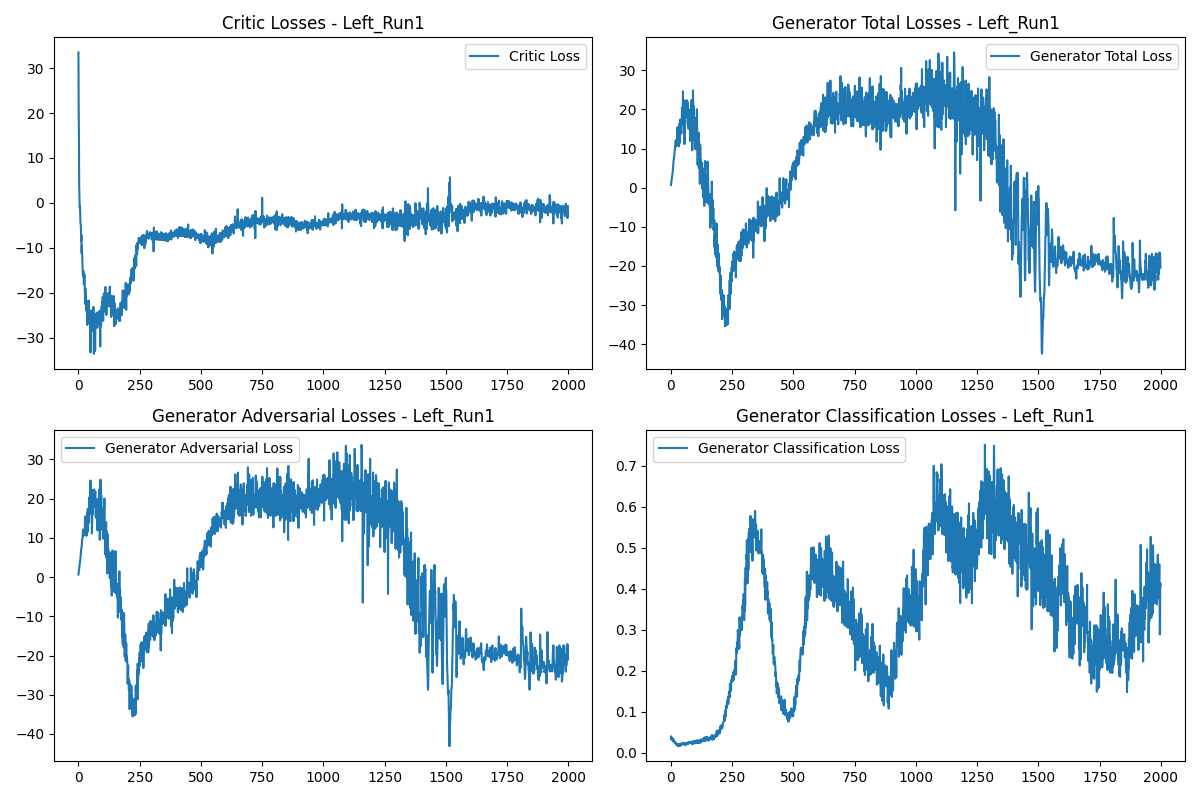 Critic Losses - Left_Run1
Critic Loss
30
20
10
0
−10
−20
−30
0 250 500 750 1000 1250 1500 1750 2000
Generator Total Losses - Left_Run1
Generator Total Loss
30
20
10
0
−10
−20
−30
−40
0 250 500 750 1000 1250 1500 1750 2000
Generator Adversarial Losses - Left_Run1
Generator Adversarial Loss
30
20
10
0
−10
−20
−30
−40
0 250 500 750 1000 1250 1500 1750 2000
Generator Classification Losses - Left_Run1
Generator Classification Loss
0.7
0.6
0.5
0.4
0.3
0.2
0.1
0.0
0 250 500 750 1000 1250 1500 1750 2000